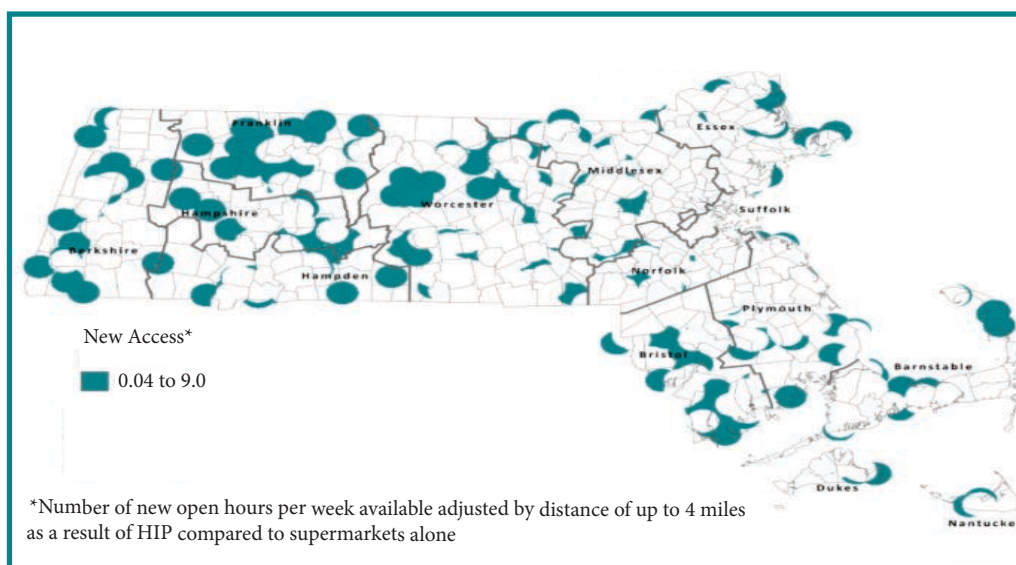 Franklin
Essex
Middlesex
Worcester
Hampshire
Suffolk
Berkshire
Hampden
Norfolk
Plymouth
New Access*
Bristol
Barnstable
0.04 to 9.0
Dukes
*Number of new open hours per week available adjusted by distance of up to 4 miles
as a result of HIP compared to supermarkets alone
Nantucke